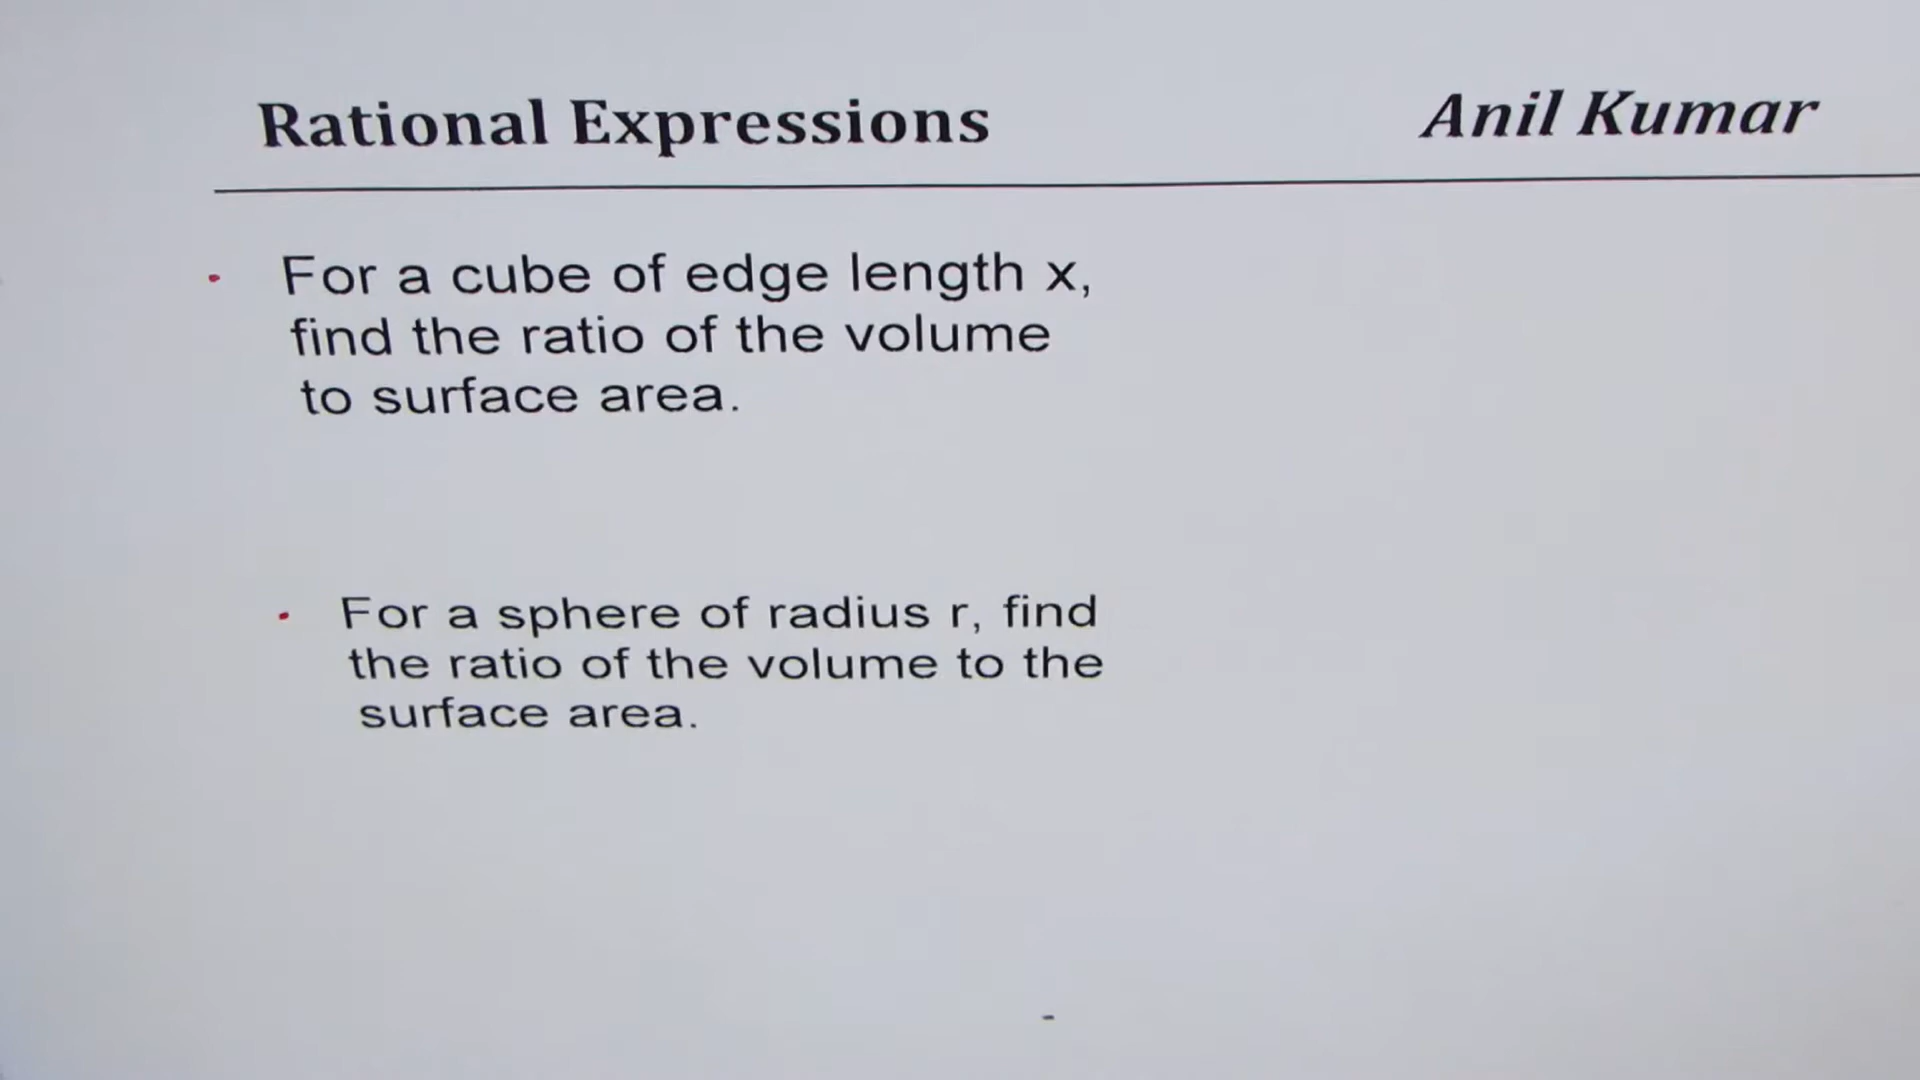 Rational Expressions
Anil Kumar
For a cube of edge length x,
find the ratio of the volume
to surface area.
For a sphere of radius r, find
the ratio of the volume to the
surface area.